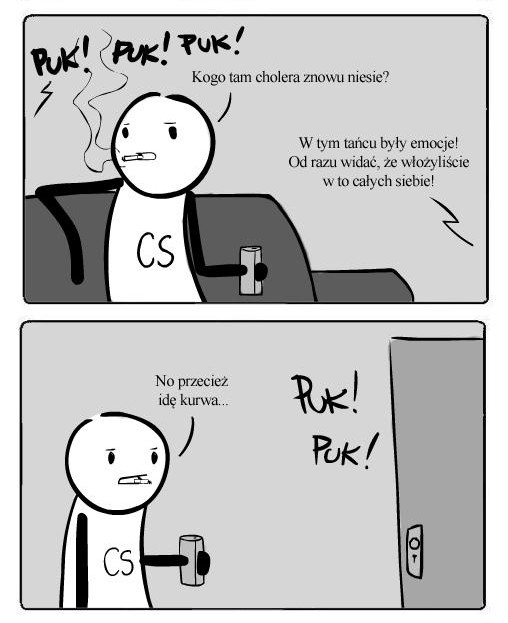 PUK! PUK! PUK!
Kogo tam cholera znowu niesie?
W tym tańcu były emocje!
Od razu widać, że włożyliście
w to całych siebie!
CS
No przecież
idę kurwa...
PUK!
PUK!
CS